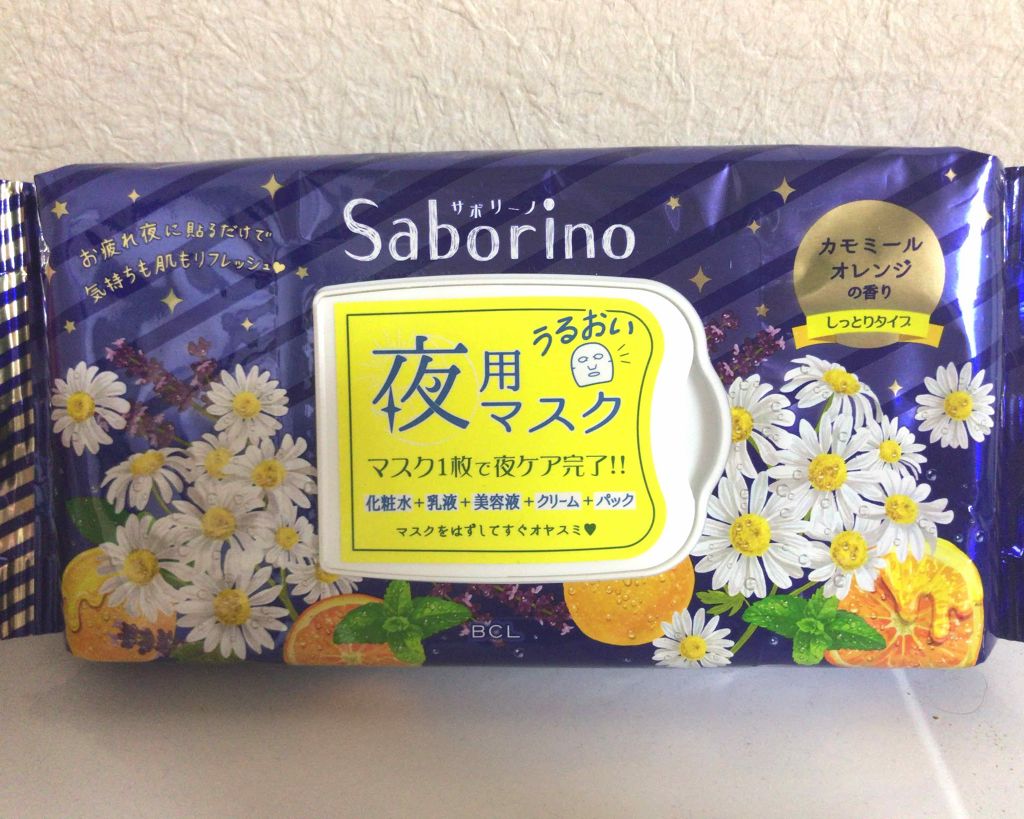 お疲れ夜に貼るだけで
気持ちも肌もリフレッシュ♥
サボリーノ
Saborino
カモミール
オレンジ
の香り
しっとりタイプ
うるおい
夜用
マスク
マスク1枚で夜ケア完了!!
化粧水+乳液+美容液+クリーム+パック
マスクをはずしてすぐオヤスミ♥
BCL